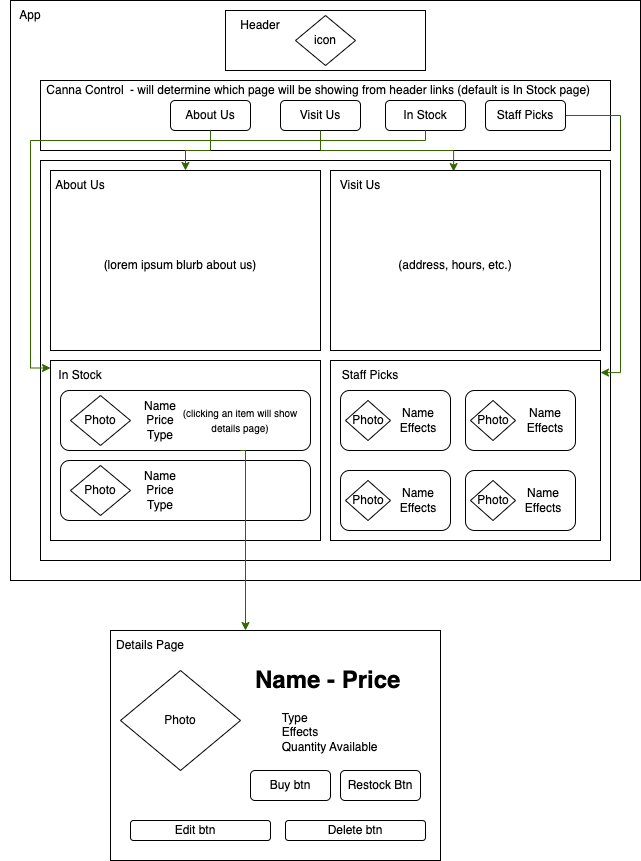 App
Header
icon
Canna Control - will determine which page will be showing from header links (default is In Stock page)
About Us
Visit Us
In Stock
Staff Picks
About Us
(lorem ipsum blurb about us)
Visit Us
(address, hours, etc.)
In Stock
Photo
Name
Price
Type
(clicking an item will show
details page)
Photo
Name
Price
Type
Staff Picks
Photo
Name
Effects
Photo
Name
Effects
Photo
Name
Effects
Photo
Name
Effects
Details Page
Photo
Name - Price
Type
Effects
Quantity Available
Buy btn
Restock Btn
Edit btn
Delete btn